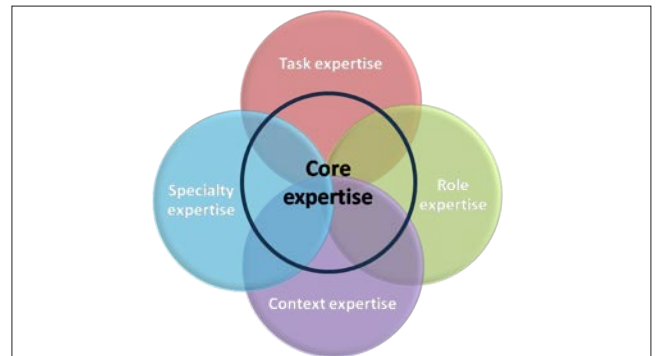 Task expertise
Core
expertise
Specialty
expertise
Role
expertise
Context expertise